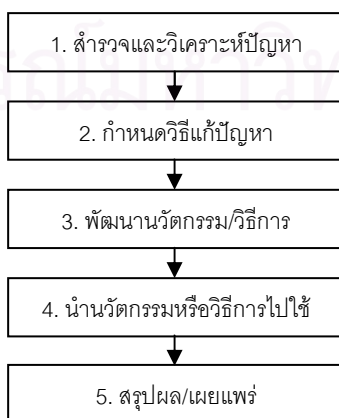 1. สำรวจและวิเคราะห์ปัญหา
2. กำหนดวิธีแก้ปัญหา
3. พัฒนานวัตกรรม/วิธีการ
4. นำนวัตกรรมหรือวิธีการไปใช้
5. สรุปผล/เผยแพร่